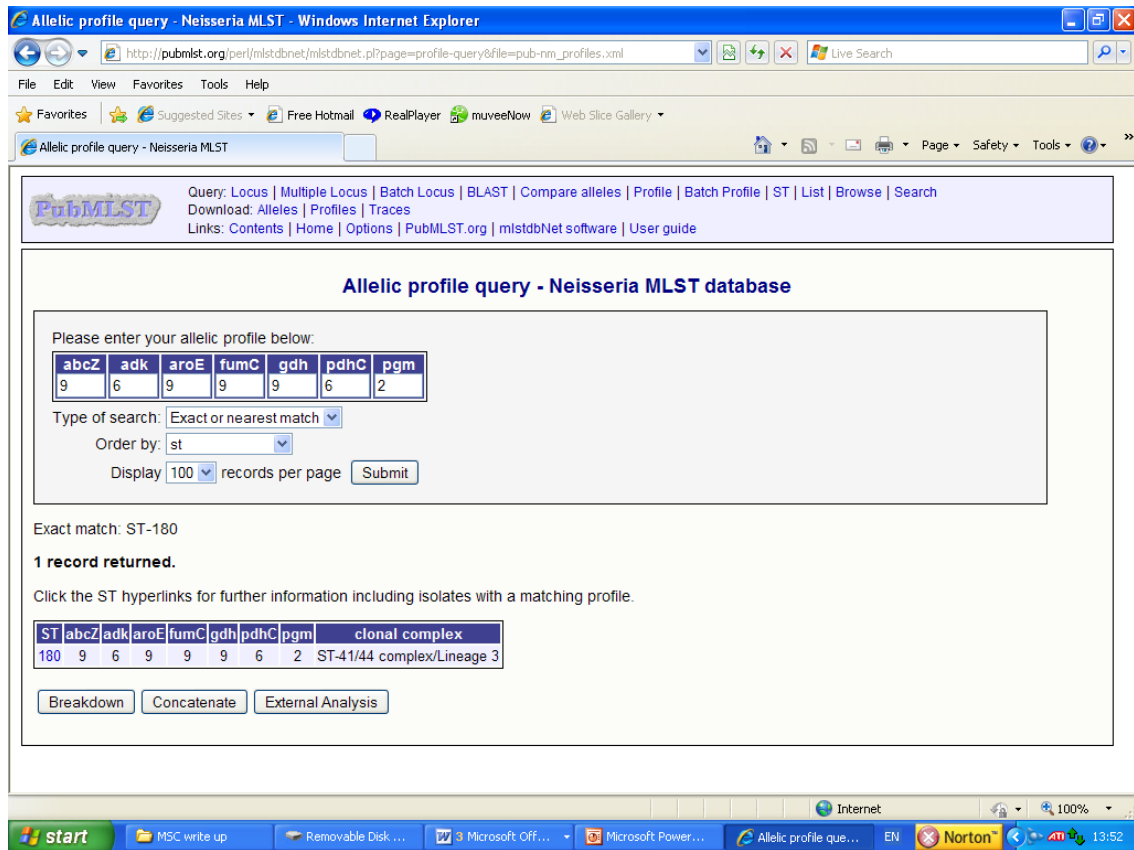 Allelic profile query - Neisseria MLST - Windows Internet Explorer
http://pubmlst.org/perl/mlstdbnet/mlstdbnet.pl?page=profile-query&file=pub-nm_profiles.xml Live Search
File Edit View Favorites Tools Help
Favorites Suggested Sites Free Hotmail RealPlayer muveeNow Web Slice Gallery
Allelic profile query - Neisseria MLST Page Safety Tools »
PubMLST
Query: Locus | Multiple Locus | Batch Locus | BLAST | Compare alleles | Profile | Batch Profile | ST | List | Browse | Search
Download: Alleles | Profiles | Traces
Links: Contents | Home | Options | PubMLST.org | mlstdbNet software | User guide
Allelic profile query - Neisseria MLST database
Please enter your allelic profile below:
abcZ adk aroE fumC gdh pdhC pgm
9 6 9 9 9 6 2
Type of search: Exact or nearest match
Order by: st
Display 100 records per page Submit
Exact match: ST-180
1 record returned.
Click the ST hyperlinks for further information including isolates with a matching profile.
ST abcZ adk aroE fumC gdh pdhC pgm clonal complex
180 9 6 9 9 9 6 2 ST-41/44 complex/Lineage 3
Breakdown Concatenate External Analysis
Internet 100%
start MSC write up Removable Disk ... 3 Microsoft Off... Microsoft Power... Allelic profile que... EN Norton™ 13:52